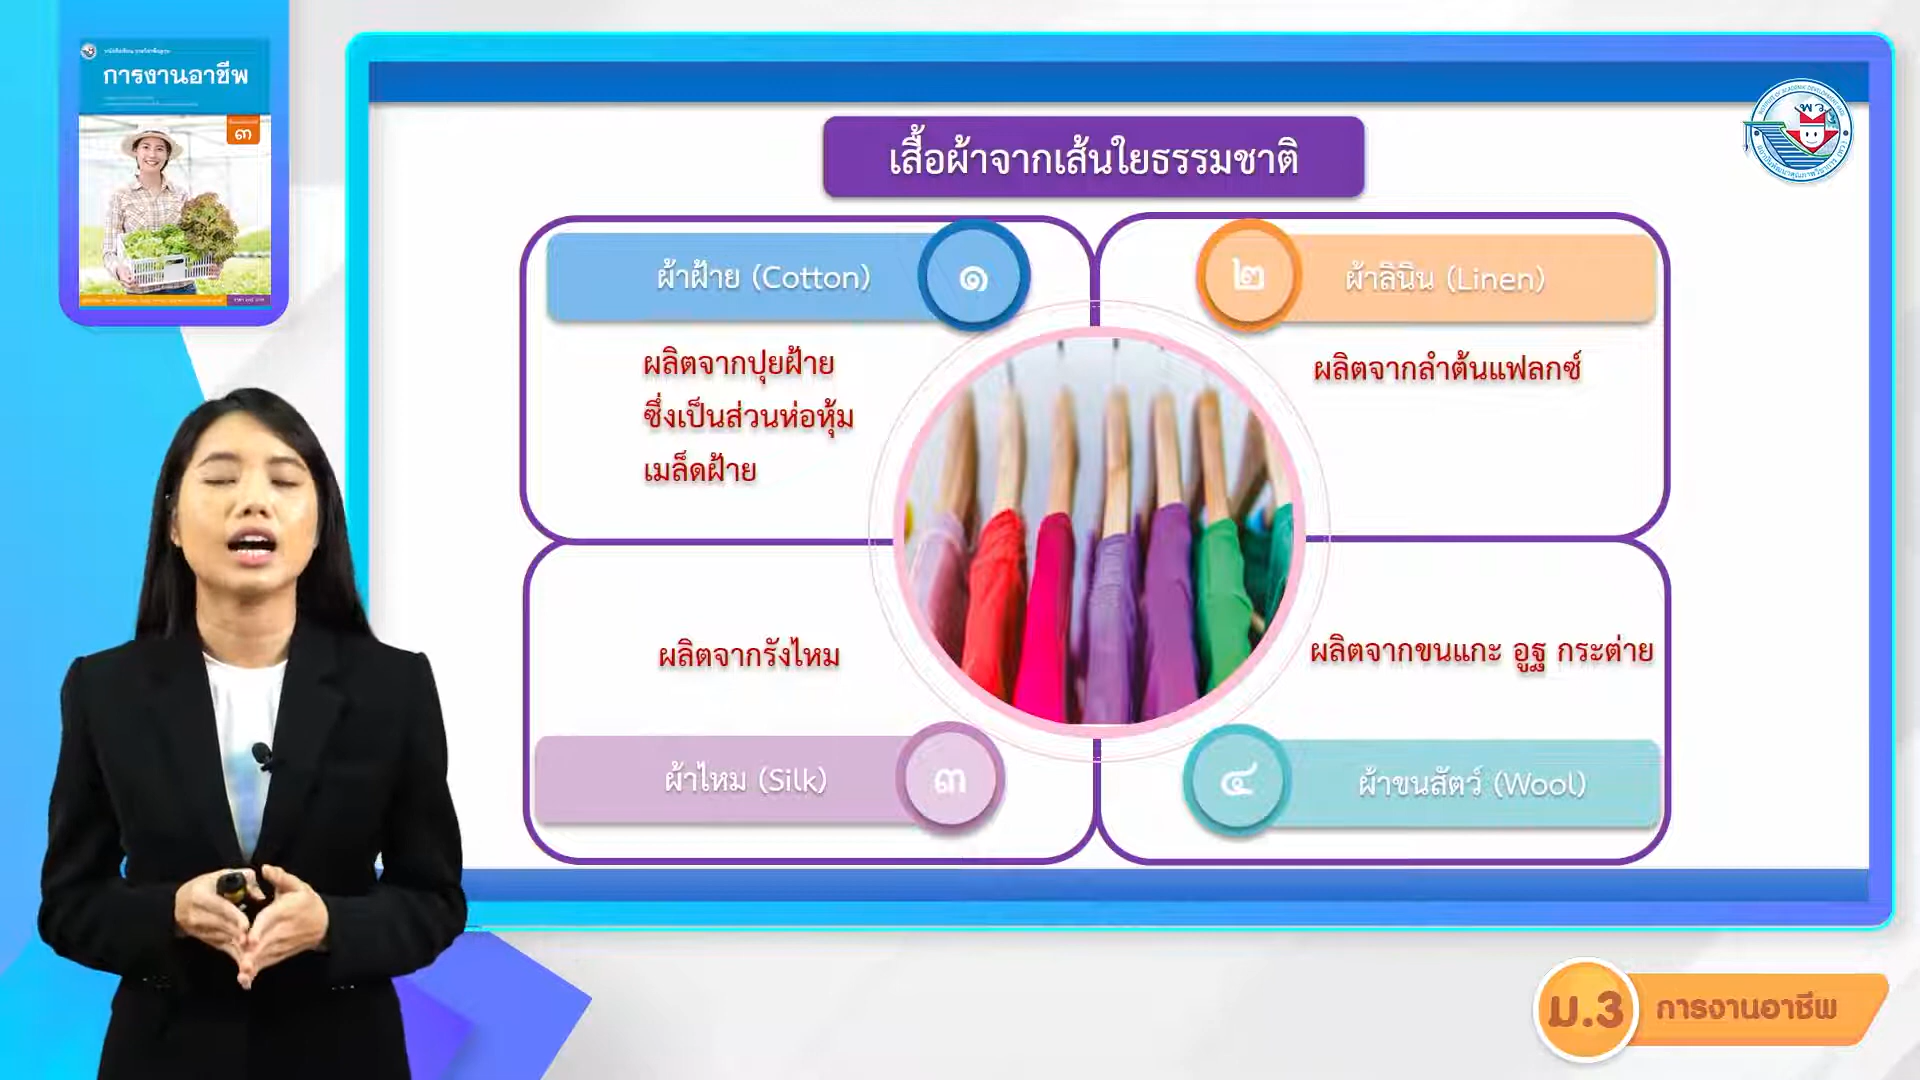 การงานอาชีพ
๓
พว
เสื้อผ้าจากเส้นใยธรรมชาติ
ผ้าฝ้าย (Cotton)
๑
๒
ผ้าลินิน (Linen)
ผลิตจากปุยฝ้าย
ซึ่งเป็นส่วนห่อหุ้ม
เมล็ดฝ้าย
ผลิตจากลำต้นแฟลกซ์
ผลิตจากรังไหม
ผลิตจากขนแกะ อูฐ กระต่าย
ผ้าไหม (Silk)
๓
๔
ผ้าขนสัตว์ (Wool)
ม.3
การงานอาชีพ